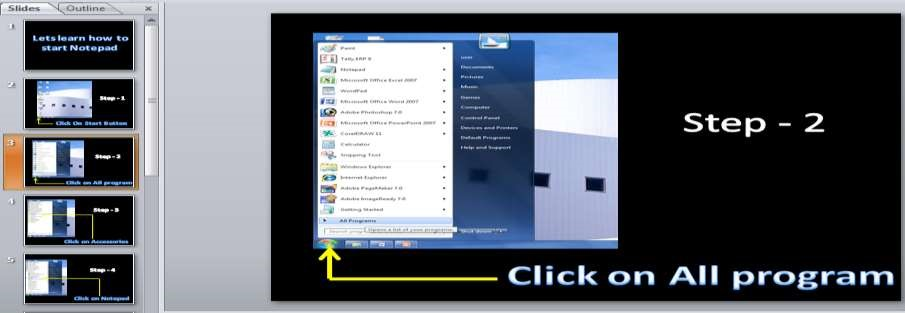 Slides
Outline
1
Lets learn how to
start Notepad
2
Step - 1
Click On Start Button
3
Step - 2
Click on All program
4
Step - 3
Click on Accessories
5
Step - 4
Click on Notepad
Paint
Tally ERP 9
Notepad
Microsoft Office Excel 2007
WordPad
Microsoft Office Word 2007
Adobe Photoshop 7.0
Microsoft Office PowerPoint 2007
CorelDRAW 11
Calculator
Snipping Tool
Windows Explorer
Internet Explorer
Adobe PageMaker 7.0
Adobe ImageReady 7.0
Getting Started
All Programs
Opens a list of your programs
user
Documents
Pictures
Music
Games
Computer
Control Panel
Devices and Printers
Default Programs
Help and Support
Shut down
Step - 2
Click on All program